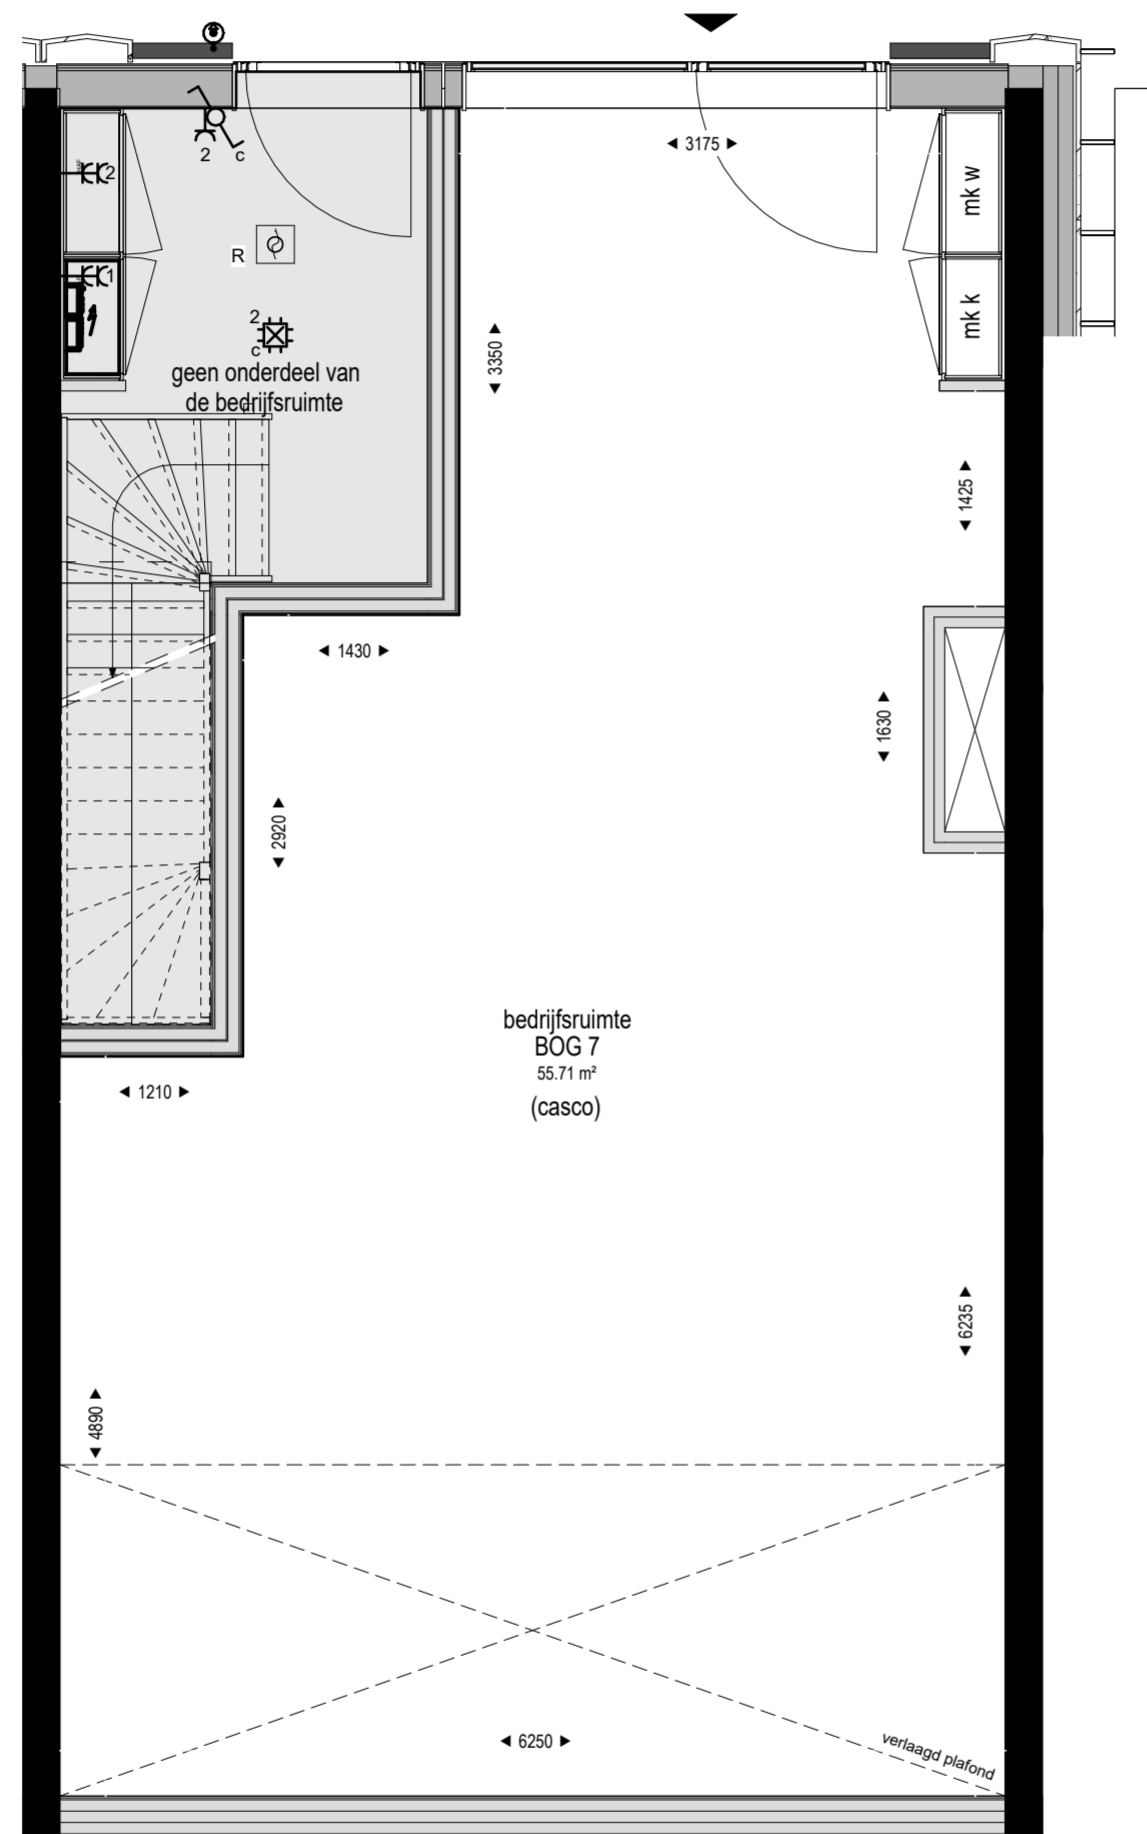 3175
mk w
2
c
2
1
R
mk k
2
c
3350
geen onderdeel van
de bedrijfsruimte
1425
1430
1630
2920
bedrijfsruimte
BOG 7
55.71 m²
(casco)
1210
6235
4890
6250
verlaagd plafond